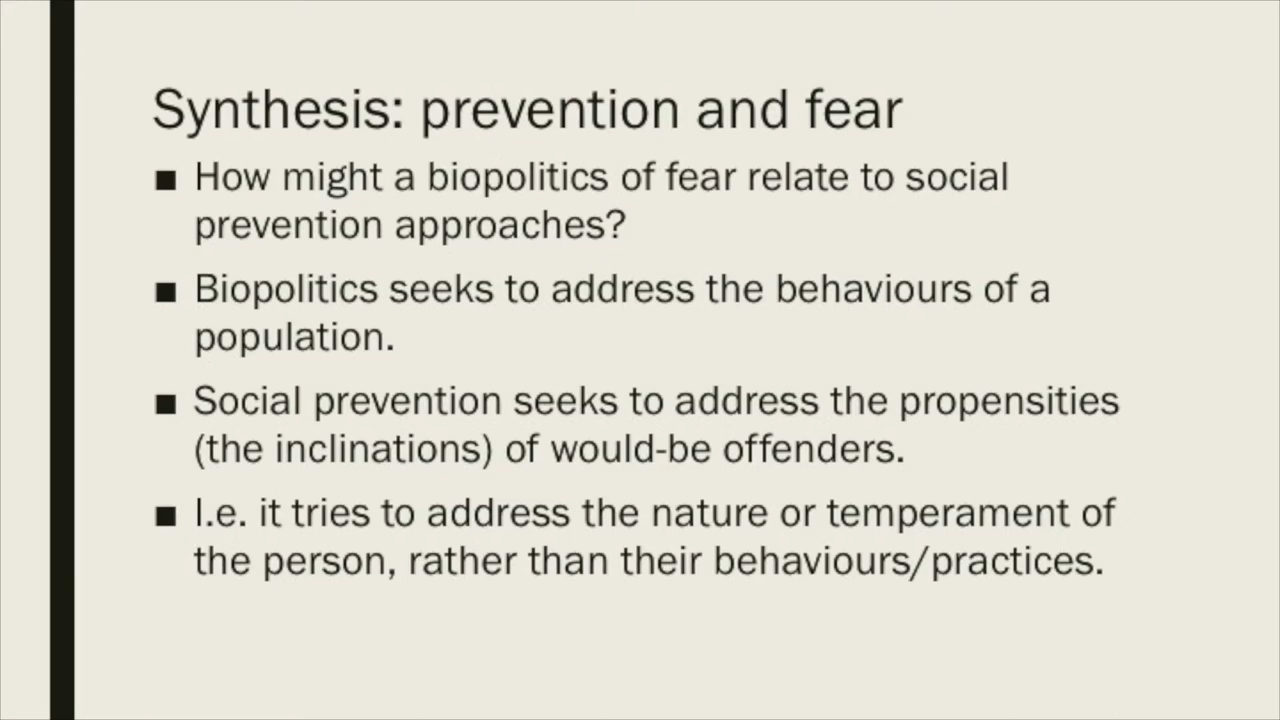 Synthesis: prevention and fear
■ How might a biopolitics of fear relate to social
prevention approaches?
■ Biopolitics seeks to address the behaviours of a
population.
■ Social prevention seeks to address the propensities
(the inclinations) of would-be offenders.
■ I.e. it tries to address the nature or temperament of
the person, rather than their behaviours/practices.